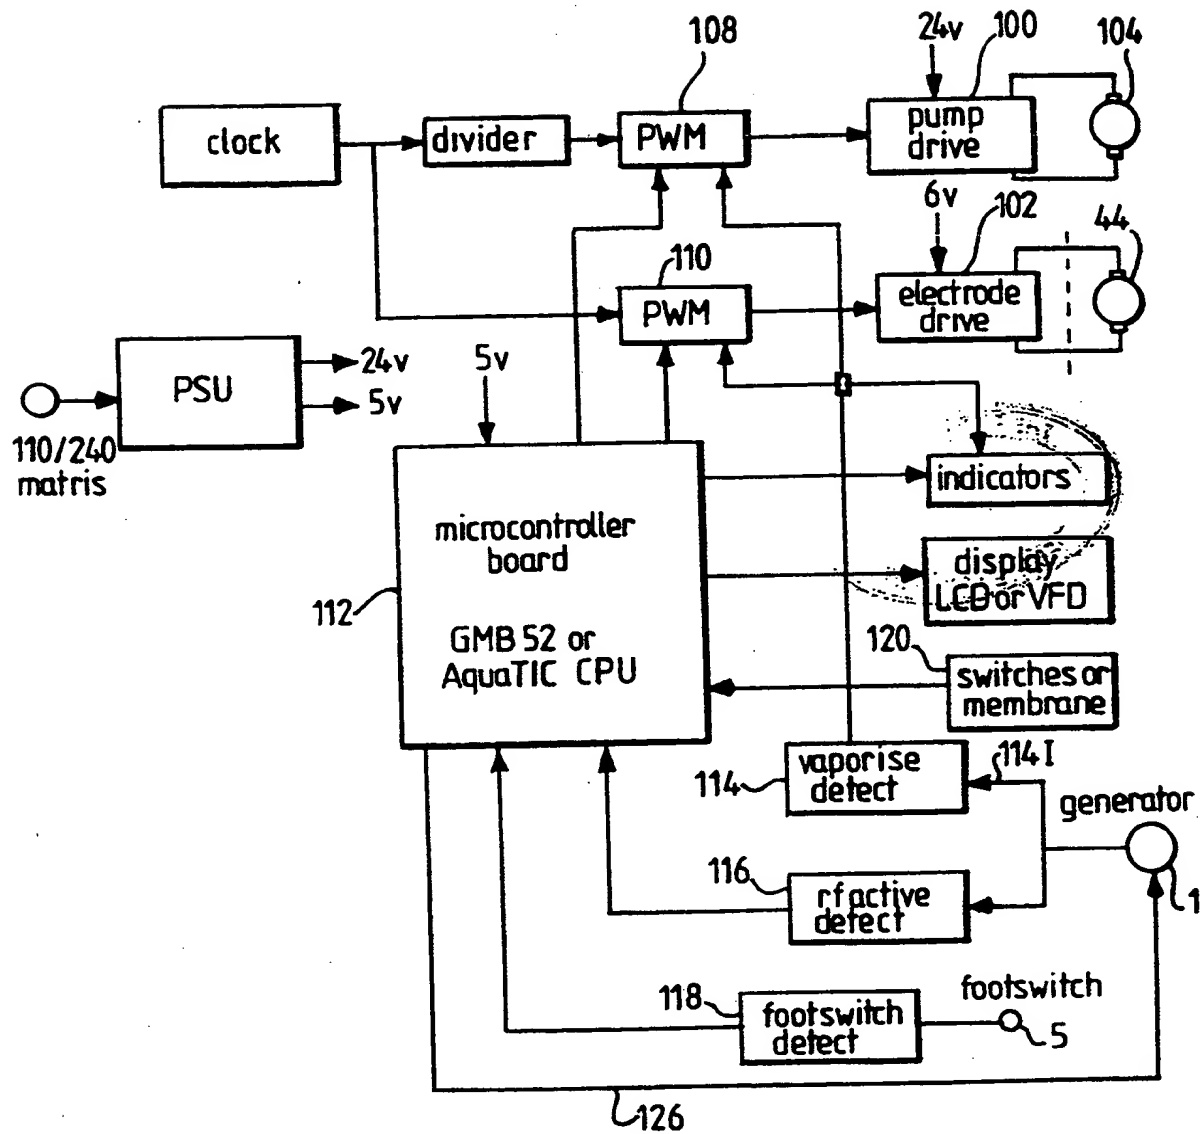 108
24v
100
104
clock
divider
PWM
pump
drive
6v
102
44
110
PWM
electrode
drive
PSU
24v
5v
5v
110/240
matris
indicators
microcontroller
board
display
LCD or VFD
112
GMB 52 or
AquaTIC CPU
120
switches or
membrane
114
vaporise
detect
114 I
generator
116
rf active
detect
1
118
footswitch
detect
footswitch
5
126